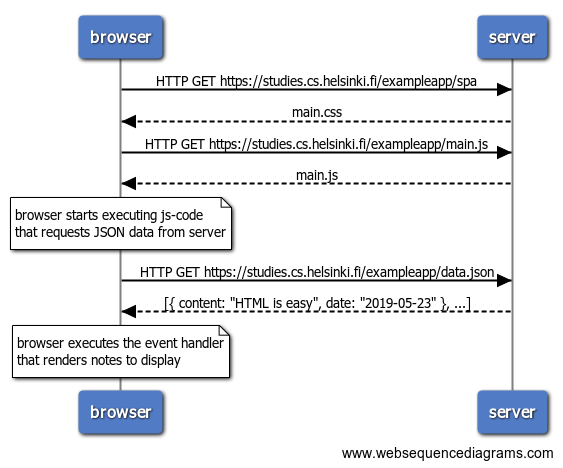 browser
server
HTTP GET https://studies.cs.helsinki.fi/exampleapp/spa
main.css
HTTP GET https://studies.cs.helsinki.fi/exampleapp/main.js
main.js
browser starts executing js-code
that requests JSON data from server
HTTP GET https://studies.cs.helsinki.fi/exampleapp/data.json
[{ content: "HTML is easy", date: "2019-05-23" }, ...]
browser executes the event handler
that renders notes to display
browser
server
www.websequencediagrams.com